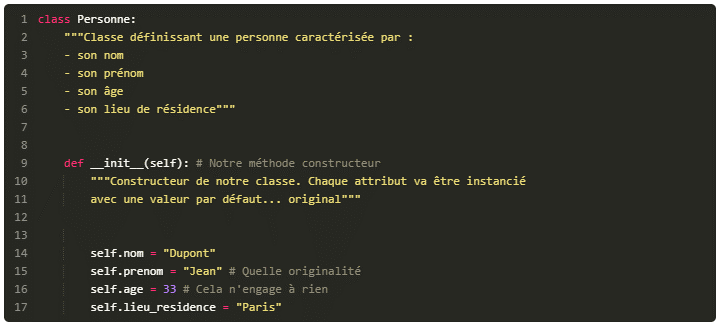 1 class Personne:
2 """Classe définissant une personne caractérisée par :
3 - son nom
4 - son prénom
5 - son âge
6 - son lieu de résidence"""
7
8
9 def __init__(self): # Notre méthode constructeur
10 """Constructeur de notre classe. Chaque attribut va être instancié
11 avec une valeur par défaut... original"""
12
13
14 self.nom = "Dupont"
15 self.prenom = "Jean" # Quelle originalité
16 self.age = 33 # Cela n'engage à rien
17 self.lieu_residence = "Paris"